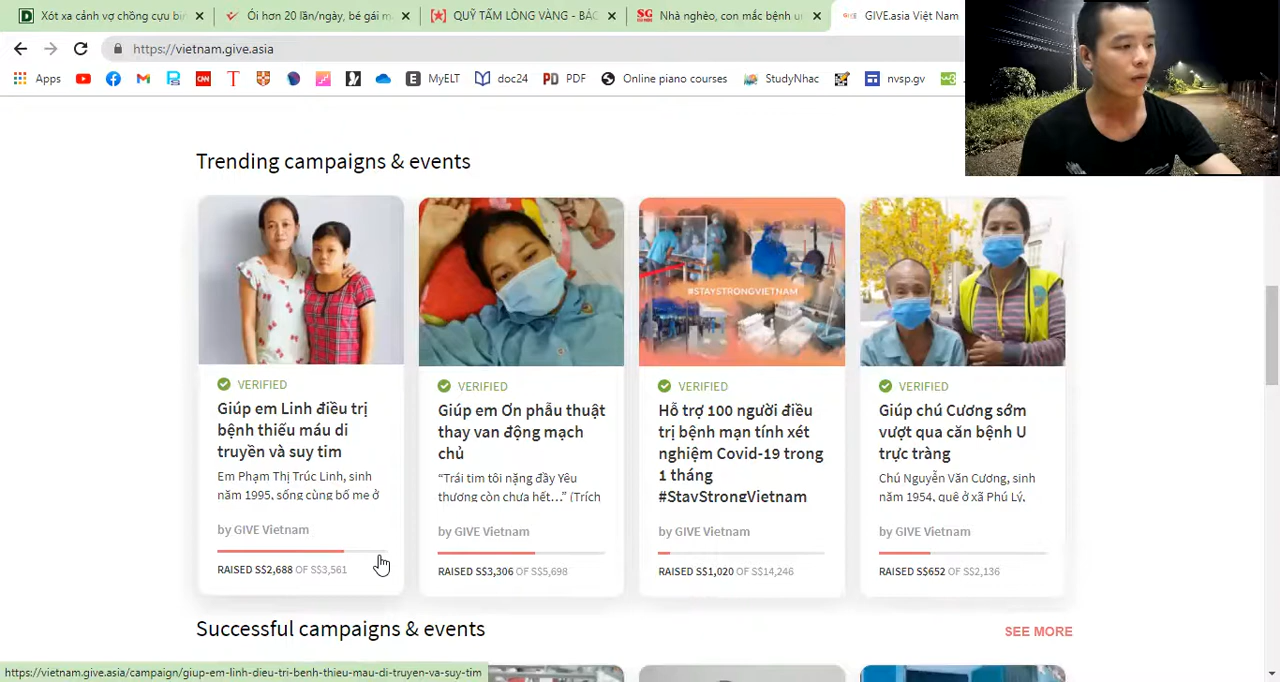 Xót xa cảnh vợ chồng cựu bin
Ói hơn 20 lần/ngày, bé gái m
QUỸ TẤM LÒNG VÀNG - BÁC
SG
Nhà nghèo, con mắc bệnh u
GIVE
GIVE.asia Việt Nam
https://vietnam.give.asia
Apps
CNN
MyELT
doc24
PDF
Online piano courses
StudyNhac
nvsp.gv
Trending campaigns & events
#STAYSTRONGVIETNAM
VERIFIED
Giúp em Linh điều trị
bệnh thiếu máu di
truyền và suy tim
Em Phạm Thị Trúc Linh, sinh
năm 1995, sống cùng bố mẹ ở
by GIVE Vietnam
RAISED S$2,688 OF S$3,561
VERIFIED
Giúp em Ơn phẫu thuật
thay van động mạch
chủ
“Trái tim tôi nặng đầy Yêu
thương còn chưa hết…” (Trích
by GIVE Vietnam
RAISED S$3,306 OF S$5,698
VERIFIED
Hỗ trợ 100 người điều
trị bệnh mạn tính xét
nghiệm Covid-19 trong
1 tháng
#StayStrongVietnam
by GIVE Vietnam
RAISED S$1,020 OF S$14,246
VERIFIED
Giúp chú Cương sớm
vượt qua căn bệnh U
trực tràng
Chú Nguyễn Văn Cương, sinh
năm 1954, quê ở xã Phú Lý,
by GIVE Vietnam
RAISED S$652 OF S$2,136
Successful campaigns & events
SEE MORE
https://vietnam.give.asia/campaign/giup-em-linh-dieu-tri-benh-thieu-mau-di-truyen-va-suy-tim